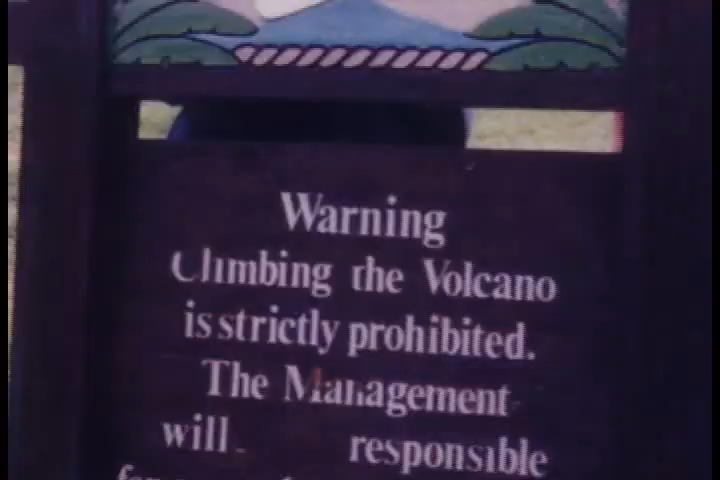 Warning
Climbing the Volcano
is strictly prohibited.
The Management
will responsible